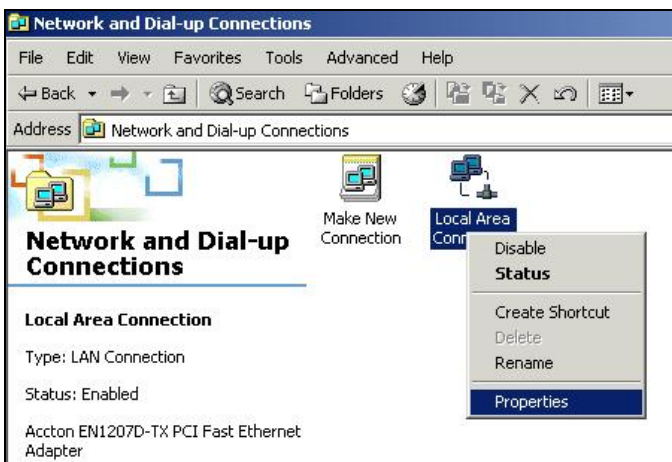 Network and Dial-up Connections
File Edit View Favorites Tools Advanced Help
Back Search Folders
Address Network and Dial-up Connections
Network and Dial-up
Connections
Local Area Connection
Type: LAN Connection
Status: Enabled
Accton EN1207D-TX PCI Fast Ethernet
Adapter
Make New
Connection
Local Area
Disable
Status
Create Shortcut
Delete
Rename
Properties